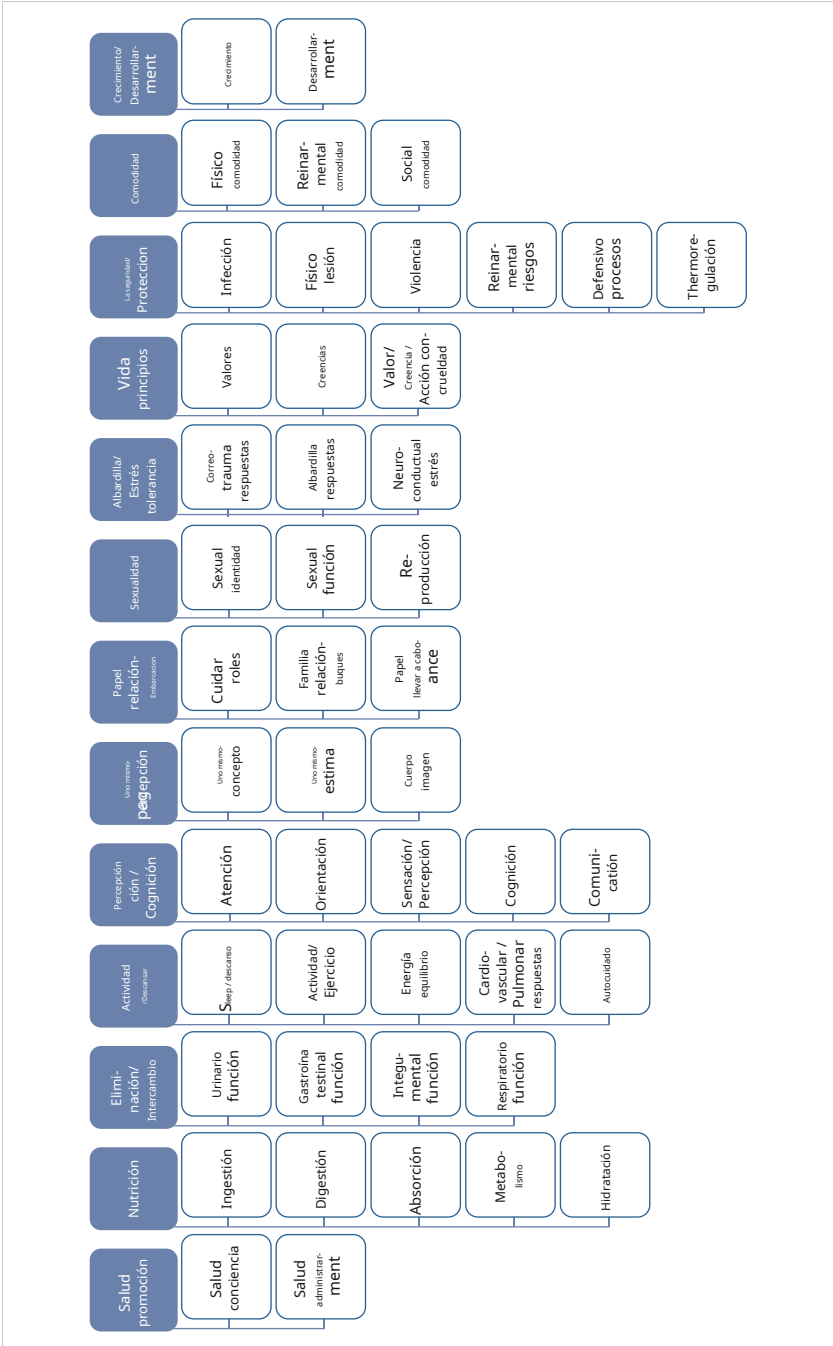 Salud
promoción
Salud
conciencia
Salud
administrar-
ment
Nutrición
Ingestión
Digestión
Absorción
Metabo-
lismo
Hidratación
Elimi-
nación/
Intercambio
Urinario
función
Gastroína
testinal
función
Integu-
mental
función
Respiratorio
función
Actividad
/Descansar
Sleep / descanso
Actividad/
Ejercicio
Energía
equilibrio
Cardio-
vascular /
Pulmonar
respuestas
Autocuidado
Percepción
ción /
Cognición
Atención
Orientación
Sensación/
Percepción
Cognición
Comuni-
catión
Uno mismo-
percepción
Uno mismo-
concepto
Uno mismo-
estima
Cuerpo
imagen
Papel
relación-
Embarcacion
Cuidar
roles
Familia
relación-
buques
Papel
llevar a cabo-
ance
Sexualidad
Sexual
identidad
Sexual
función
Re-
producción
Albardilla/
Estrés
tolerancia
Correo-
trauma
respuestas
Albardilla
respuestas
Neuro-
conductual
estrés
Vida
principios
Valores
Creencias
Valor/
Creencia /
Acción con-
crueldad
La seguridad/
Proteccion
Infección
Físico
lesión
Violencia
Reinar-
mental
riesgos
Defensivo
procesos
Thermore-
gulación
Comodidad
Físico
comodidad
Reinar-
mental
comodidad
Social
comodidad
Crecimiento/
Desarrollar-
ment
Crecimiento
Desarrollar-
ment